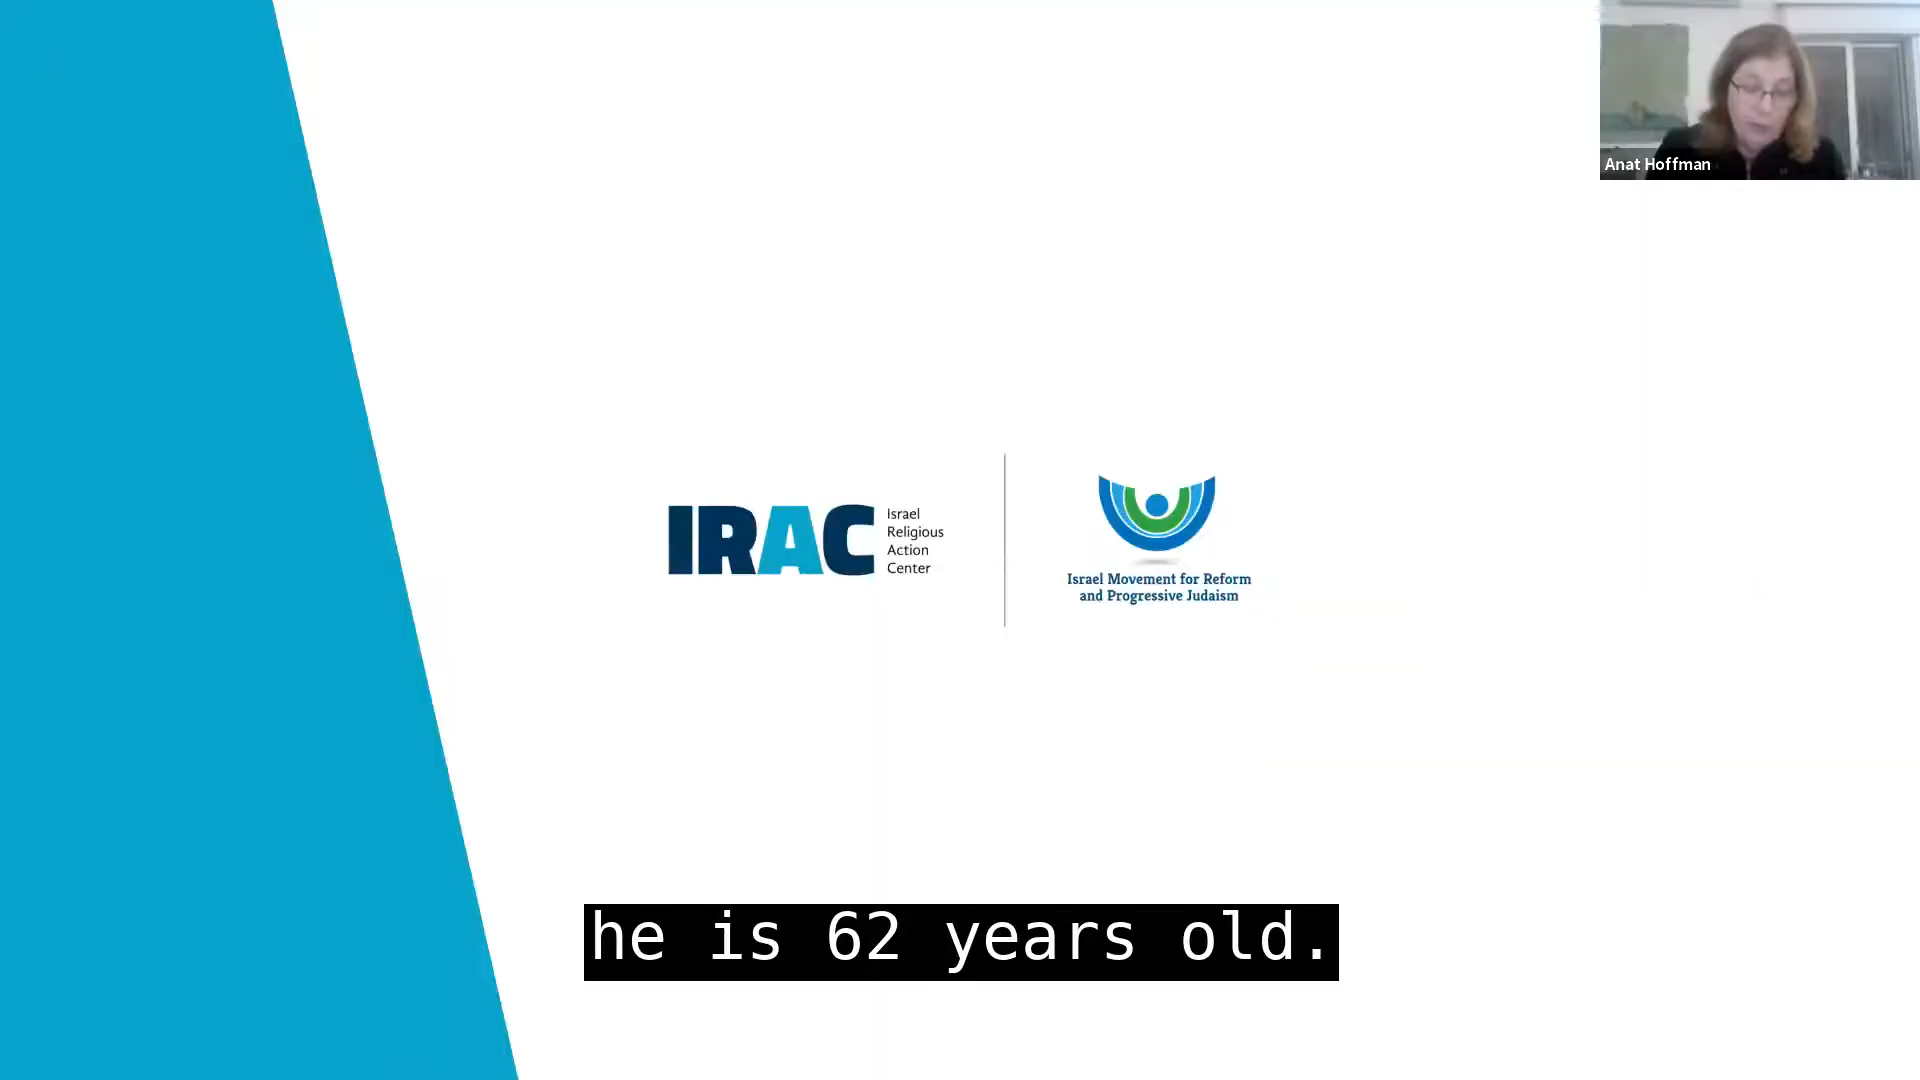 Anat Hoffman
IRAC
Israel
Religious
Action
Center
Israel Movement for Reform
and Progressive Judaism
he is 62 years old.